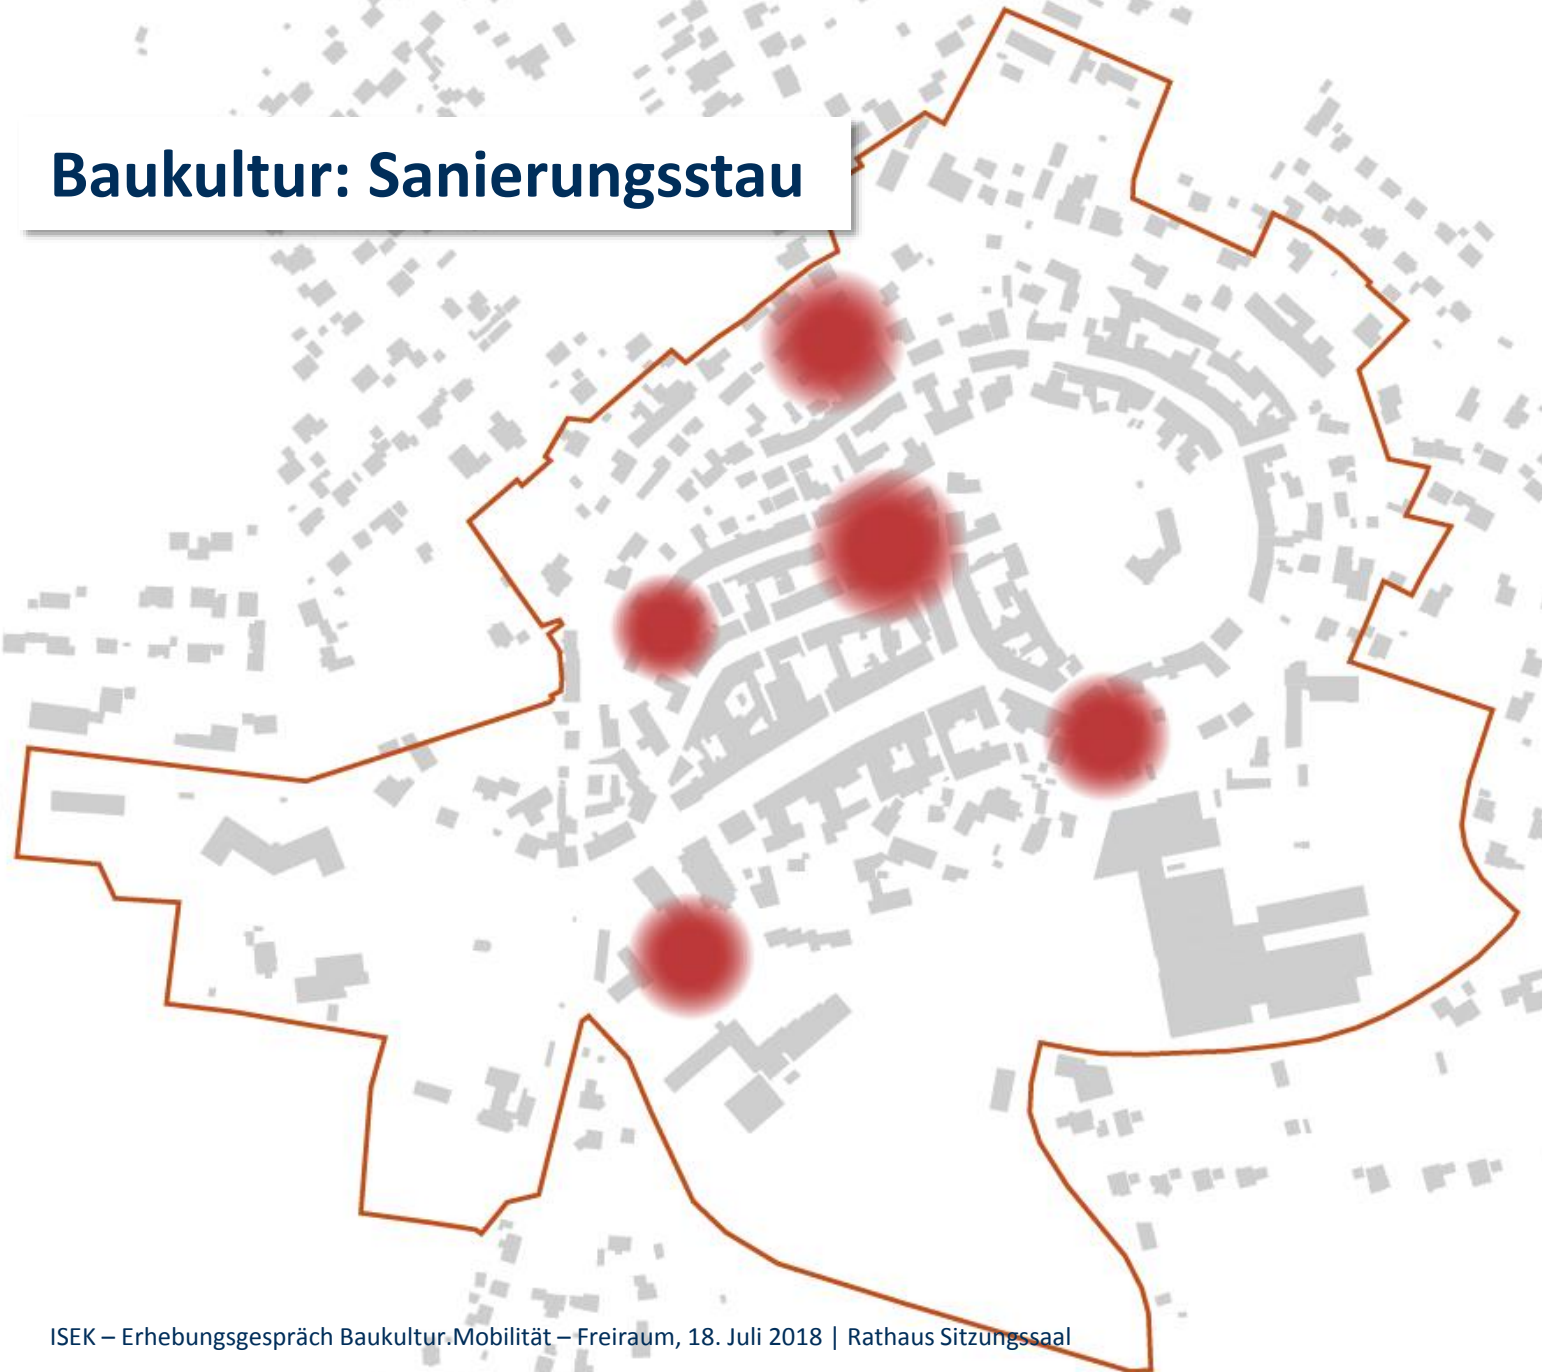 Baukultur: Sanierungsstau
ISEK – Erhebungsgespräch Baukultur.Mobilität – Freiraum, 18. Juli 2018 | Rathaus Sitzungssaal